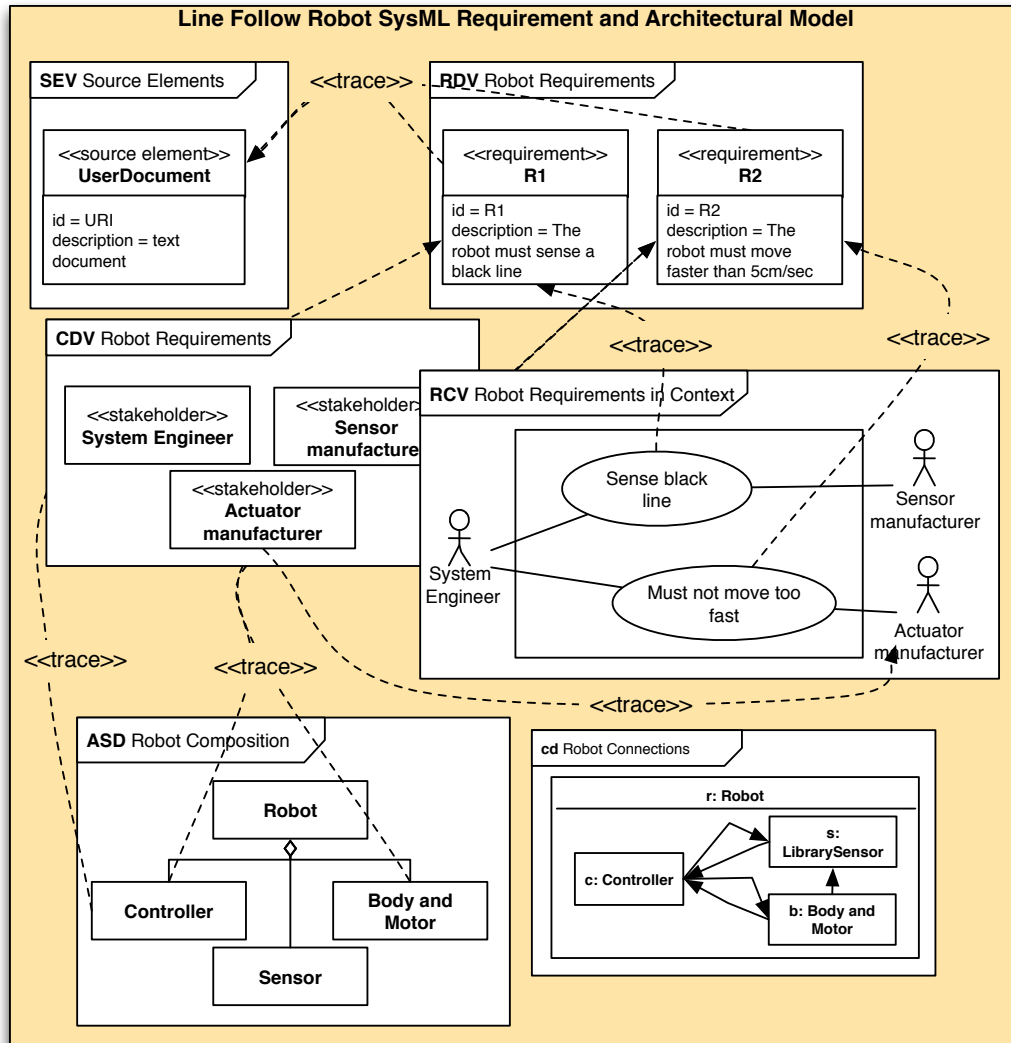 Line Follow Robot SysML Requirement and Architectural Model
SEV Source Elements
<<trace>>
RDV Robot Requirements
<<source element>>
UserDocument
id = URI
description = text
document
<<requirement>>
R1
id = R1
description = The
robot must sense a
black line
<<requirement>>
R2
id = R2
description = The
robot must move
faster than 5cm/sec
CDV Robot Requirements
<<trace>>
<<trace>>
<<stakeholder>>
System Engineer
<<stakeholder>
Sensor
manufacture
<<stakeholder>>
Actuator
manufacturer
RCV Robot Requirements in Context
Sense black
line
Sensor
manufacturer
System
Engineer
Must not move too
fast
Actuator
manufacturer
<<trace>>
<<trace>>
<<trace>>
ASD Robot Composition
Robot
Controller
Body and
Motor
Sensor
cd Robot Connections
r: Robot
s:
LibrarySensor
c: Controller
b: Body and
Motor